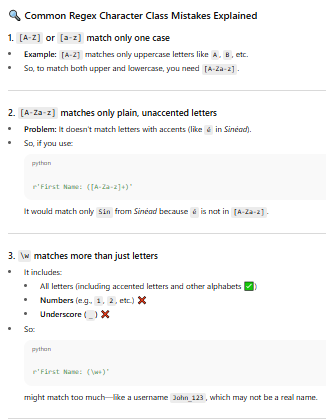 🔍 Common Regex Character Class Mistakes Explained
1. [A-Z] or [a-z] match only one case
• Example: [A-Z] matches only uppercase letters like A, B, etc.
• So, to match both upper and lowercase, you need [A-Za-z].
2. [A-Za-z] matches only plain, unaccented letters
• Problem: It doesn't match letters with accents (like é in Sinéad).
• So, if you use:
python
r'First Name: ([A-Za-z]+)'
It would match only Sin from Sinéad because é is not in [A-Za-z].
3. \w matches more than just letters
• It includes:
• All letters (including accented letters and other alphabets ✅)
• Numbers (e.g., 1, 2, etc.) ❌
• Underscore (_) ❌
• So:
python
r'First Name: (\w+)'
might match too much—like a username John_123, which may not be a real name.